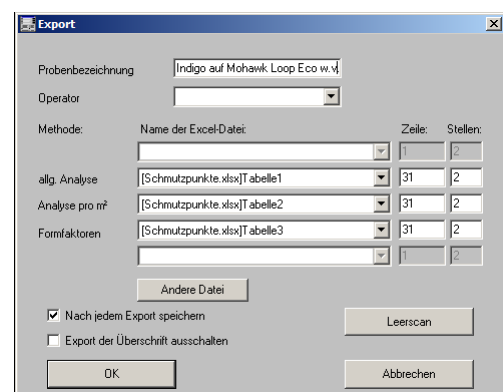 Export
Probenbezeichnung Indigo auf Mohawk Loop Eco w.v.
Operator
Methode: Name der Excel-Datei: Zeile: Stellen:
1 2
allg. Analyse [Schmutzpunkte.xlsx]Tabelle1 31 2
Analyse pro m² [Schmutzpunkte.xlsx]Tabelle2 31 2
Formfaktoren [Schmutzpunkte.xlsx]Tabelle3 31 2
1 2
Andere Datei
Nach jedem Export speichern
Leerscan
Export der Überschrift ausschalten
OK Abbrechen